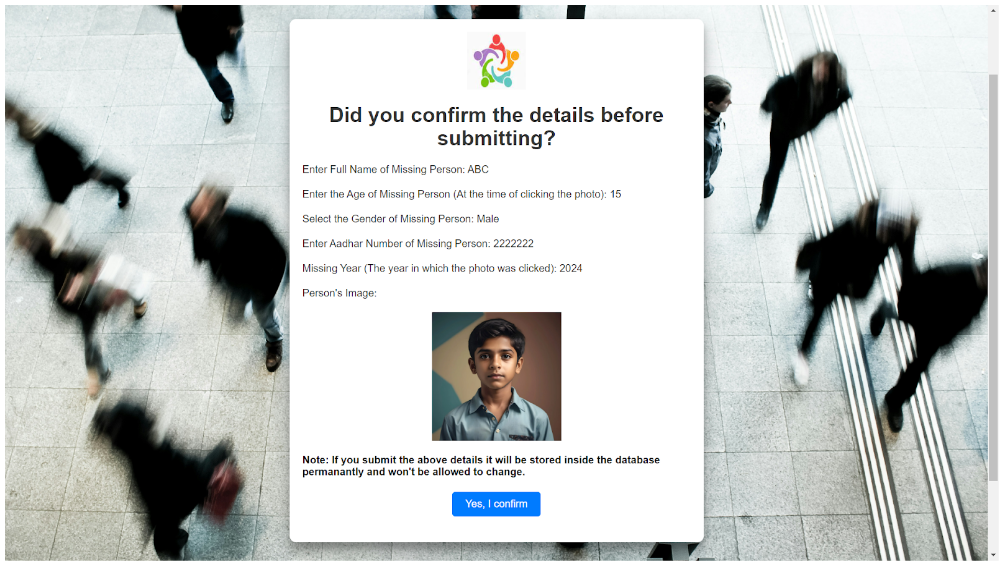 Did you confirm the details before
submitting?
Enter Full Name of Missing Person: ABC
Enter the Age of Missing Person (At the time of clicking the photo): 15
Select the Gender of Missing Person: Male
Enter Aadhar Number of Missing Person: 2222222
Missing Year (The year in which the photo was clicked): 2024
Person's Image:
Note: If you submit the above details it will be stored inside the database
permanantly and won't be allowed to change.
Yes, I confirm